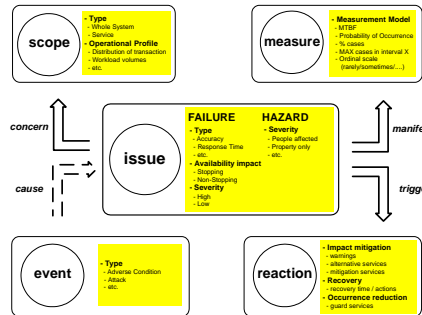 scope
- Type
- Whole System
- Service
- Operational Profile
- Distribution of transaction
- Workload volumes
- etc.
measure
- Measurement Model
- MTBF
- Probability of Occurrence
- % cases
- MAX cases in interval X
- Ordinal scale
(rarely/sometimes/....)
concern
cause
issue
FAILURE
- Type
- Accuracy
- Response Time
- etc.
- Availability impact
- Stopping
- Non-Stopping
- Severity
- High
- Low
HAZARD
- Severity
- People affected
- Property only
- etc.
manife
trigg
event
- Type
- Adverse Condition
- Attack
- etc.
reaction
- Impact mitigation
- warnings
- alternative services
- mitigation services
- Recovery
- recovery time / actions
- Occurrence reduction
- guard services